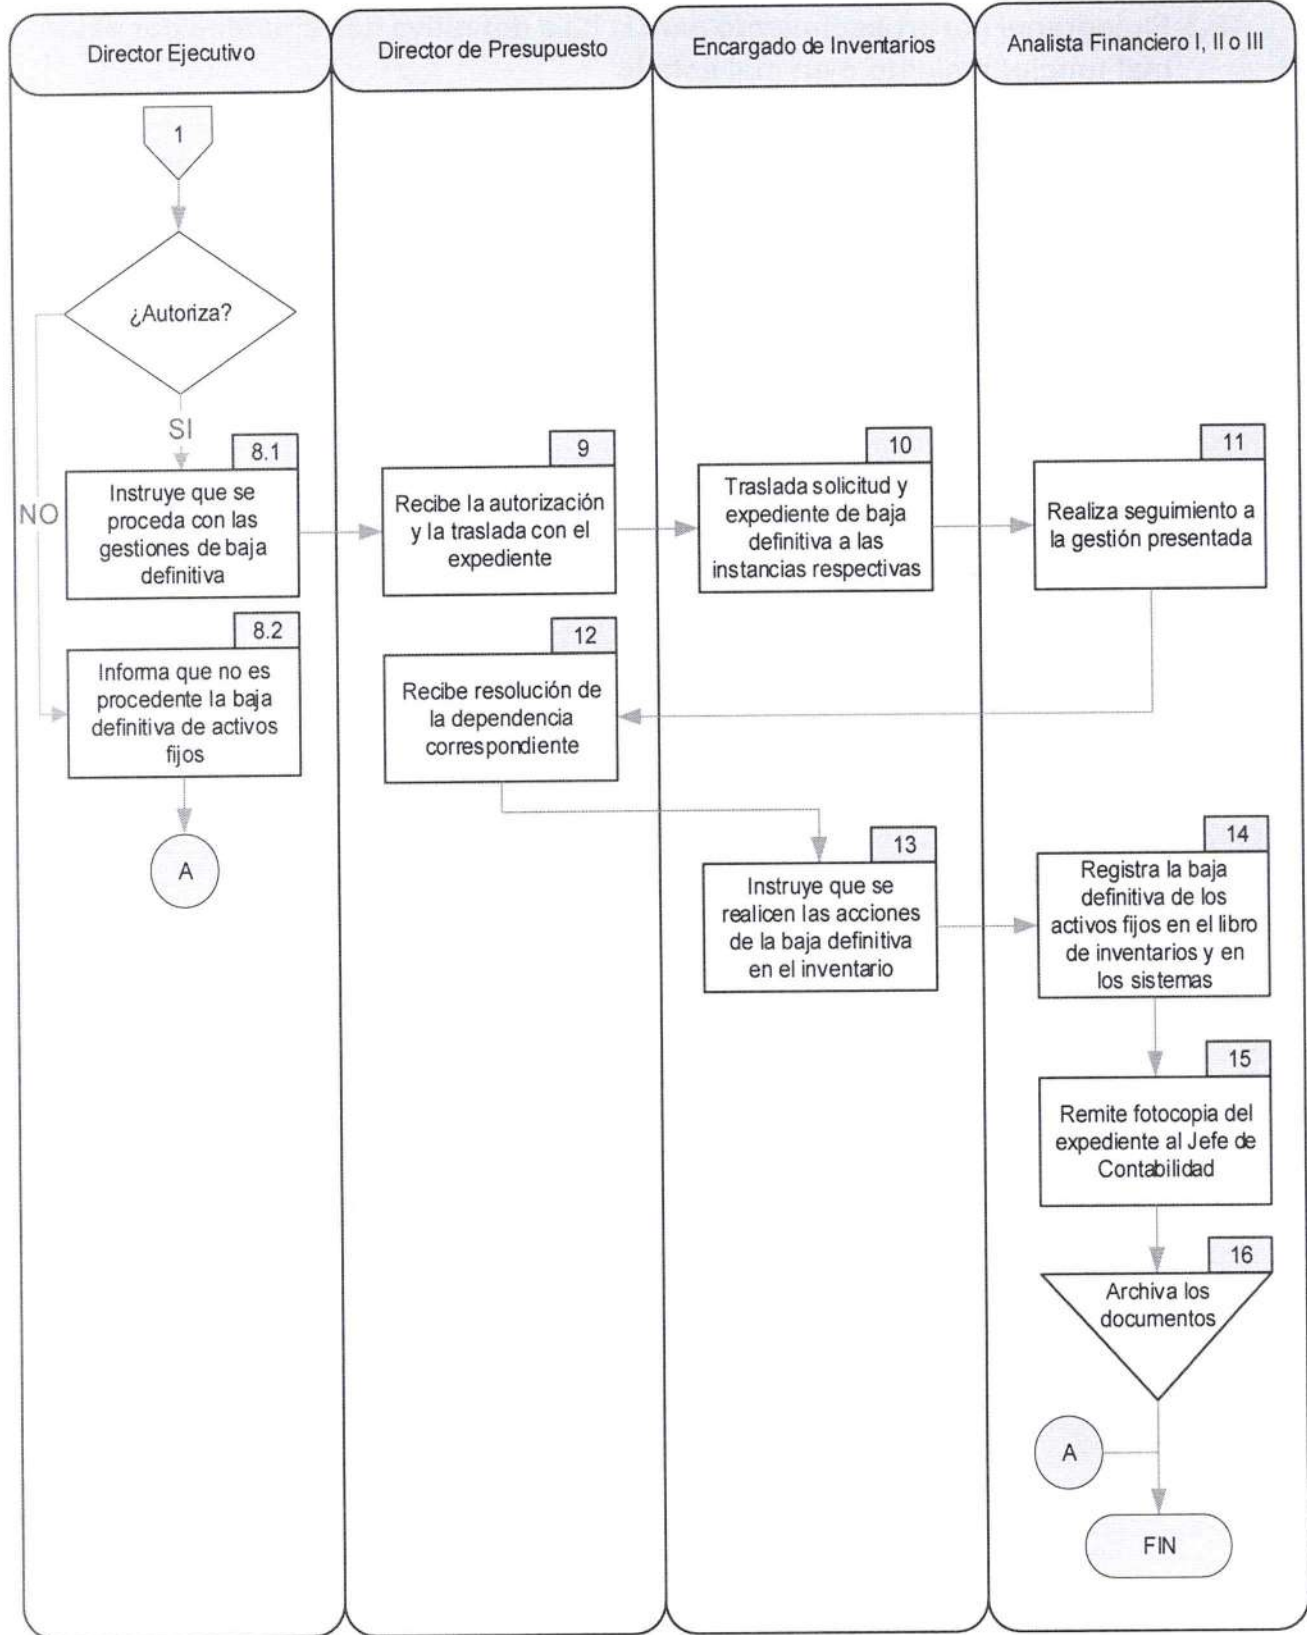 Director Ejecutivo
Director de Presupuesto
Encargado de Inventarios
Analista Financiero I, II o III
1
¿Autoriza?
SI
NO
8.1
Instruye que se
proceda con las
gestiones de baja
definitiva
9
Recibe la autorización
y la traslada con el
expediente
10
Traslada solicitud y
expediente de baja
definitiva a las
instancias respectivas
11
Realiza seguimiento a
la gestión presentada
8.2
Informa que no es
procedente la baja
definitiva de activos
fijos
A
12
Recibe resolución de
la dependencia
correspondiente
13
Instruye que se
realicen las acciones
de la baja definitiva
en el inventario
14
Registra la baja
definitiva de los
activos fijos en el libro
de inventarios y en
los sistemas
15
Remite fotocopia del
expediente al Jefe de
Contabilidad
16
Archiva los
documentos
A
FIN